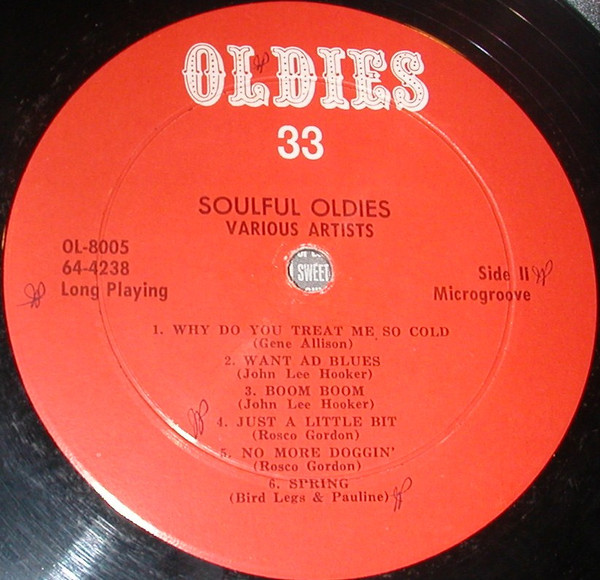 OLDIES
33
SOULFUL OLDIES
VARIOUS ARTISTS
OL-8005
64-4238
Long Playing
Side II
Microgroove
SWEET
1. WHY DO YOU TREAT ME SO COLD
(Gene Allison)
2. WANT AD BLUES
(John Lee Hooker)
3. BOOM BOOM
(John Lee Hooker)
4. JUST A LITTLE BIT
(Rosco Gordon)
5. NO MORE DOGGIN'
(Rosco Gordon)
6. SPRING
(Bird Legs & Pauline)